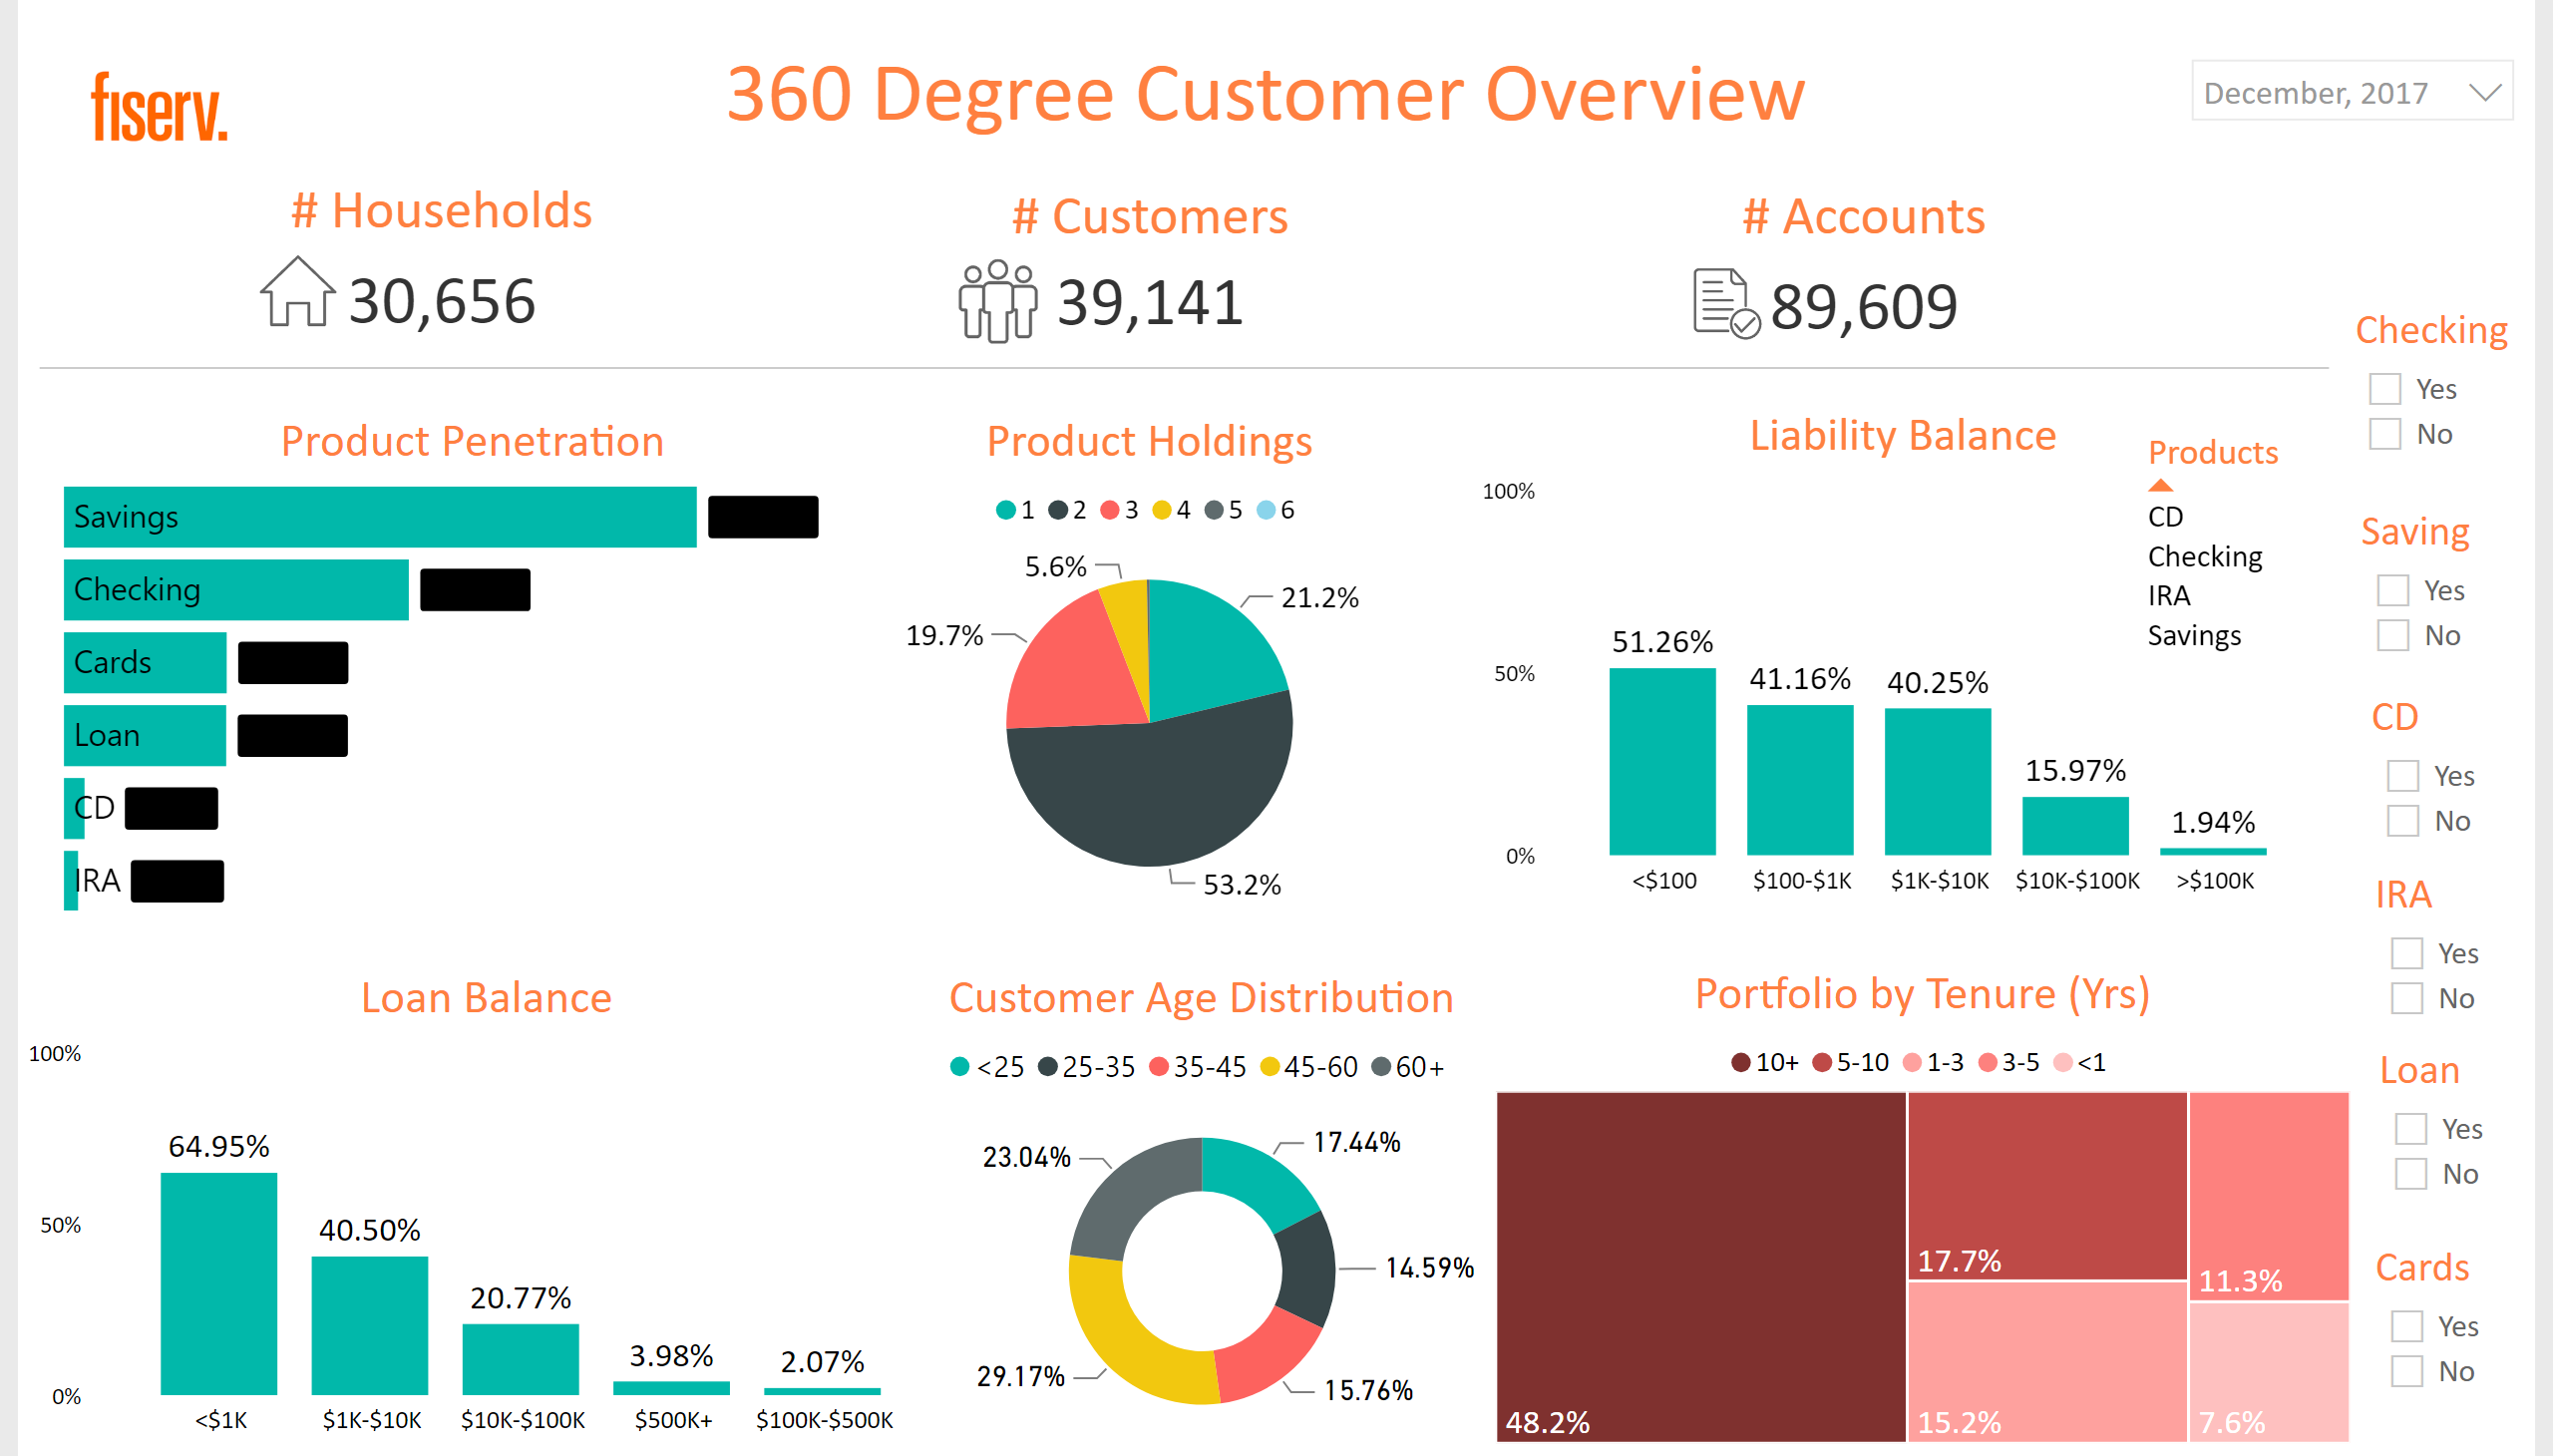 fiserv.
360 Degree Customer Overview
December, 2017
# Households
30,656
# Customers
39,141
# Accounts
89,609
Product Penetration
Savings
Checking
Cards
Loan
CD
IRA
Product Holdings
1 2 3 4 5 6
5.6%
21.2%
19.7%
53.2%
Liability Balance
Products
CD
Checking
IRA
Savings
100%
50%
0%
51.26%
41.16%
40.25%
15.97%
1.94%
<$100 $100-$1K $1K-$10K $10K-$100K >$100K
Loan Balance
100%
50%
0%
64.95%
40.50%
20.77%
3.98%
2.07%
<$1K $1K-$10K $10K-$100K $500K+ $100K-$500K
Customer Age Distribution
<25 25-35 35-45 45-60 60+
23.04%
17.44%
14.59%
29.17%
15.76%
Portfolio by Tenure (Yrs)
10+ 5-10 1-3 3-5 <1
48.2%
17.7%
15.2%
11.3%
7.6%
Checking
Yes
No
Saving
Yes
No
CD
Yes
No
IRA
Yes
No
Loan
Yes
No
Cards
Yes
No